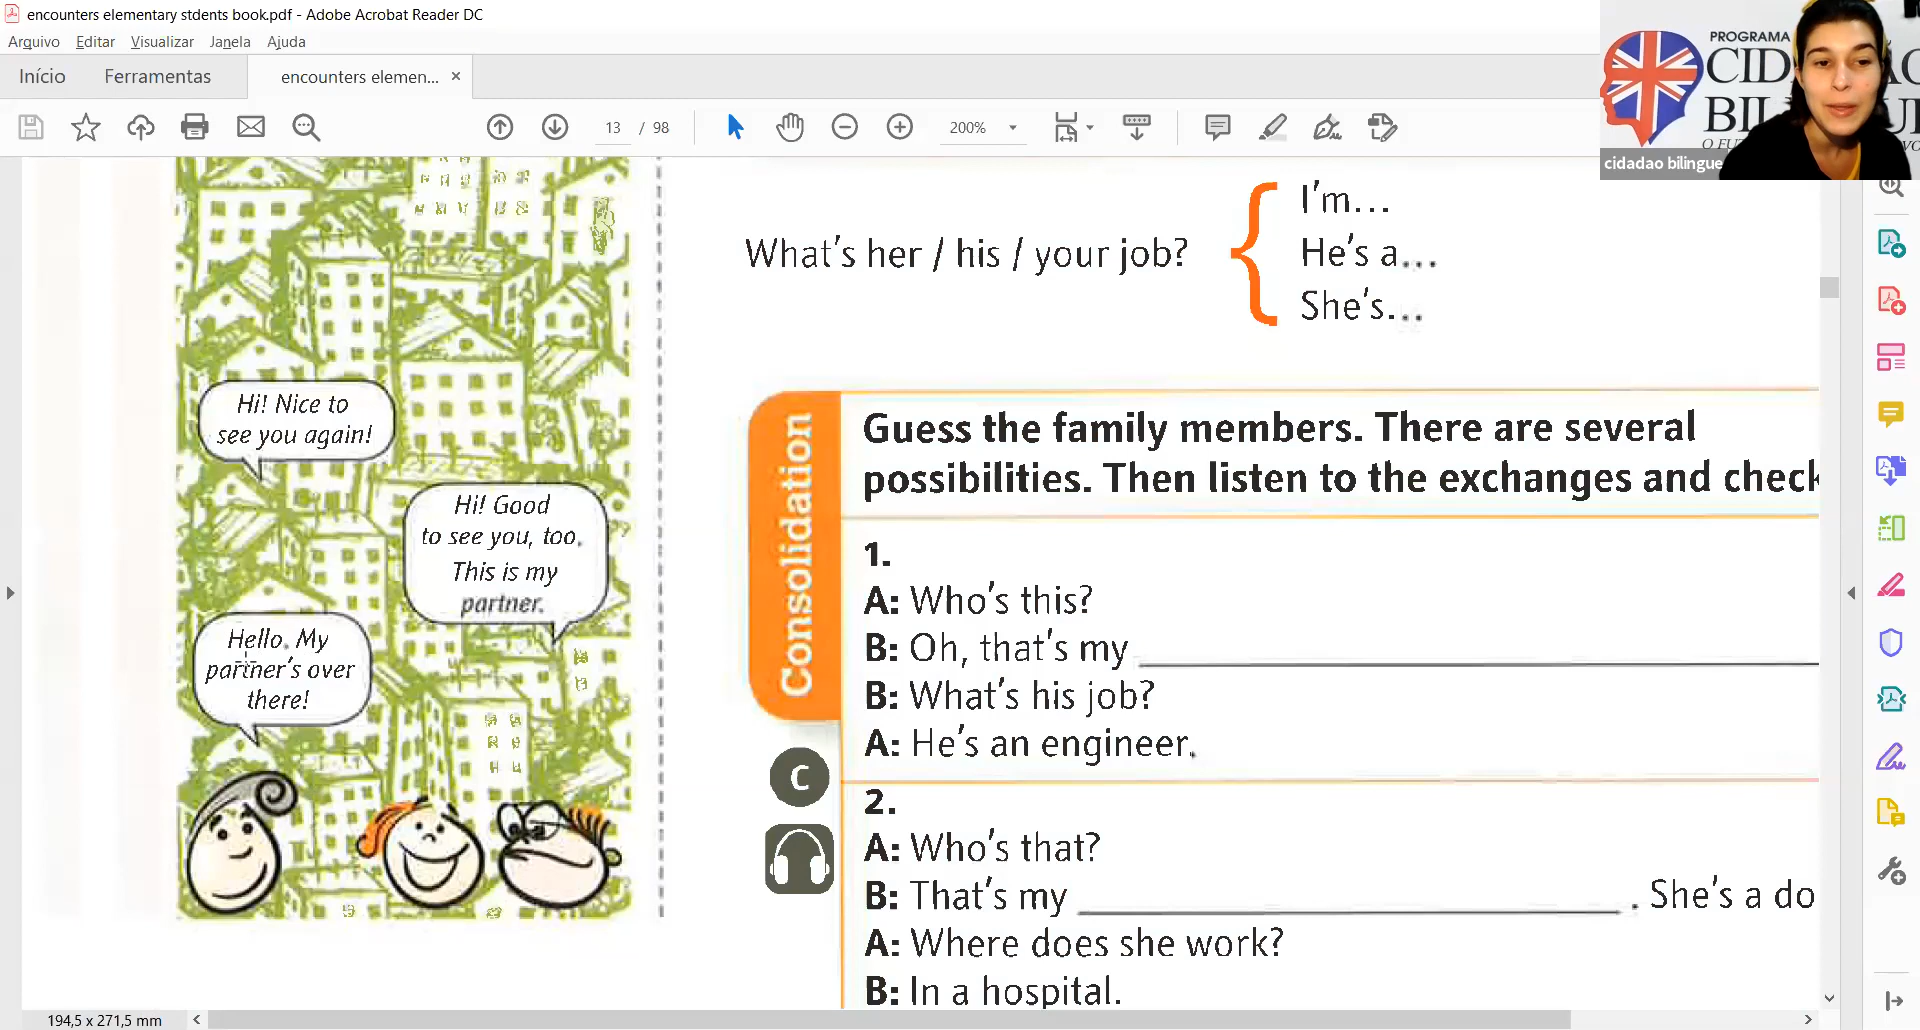 encounters elementary stdents book.pdf - Adobe Acrobat Reader DC
Arquivo Editar Visualizar Janela Ajuda
Início Ferramentas encounters elemen... ×
13 / 98 200%
PROGRAMA
cidadao bilingue
What's her / his / your job?
I'm...
He's a...
She's...
Hi! Nice to
see you again!
Hi! Good
to see you, too.
This is my
partner.
Hello. My
partner's over
there!
Consolidation
Guess the family members. There are several
possibilities. Then listen to the exchanges and check
C
1.
A: Who's this?
B: Oh, that's my
B: What's his job?
A: He's an engineer.
2.
A: Who's that?
B: That's my . She's a do
A: Where does she work?
B: In a hospital.
194,5 x 271,5 mm